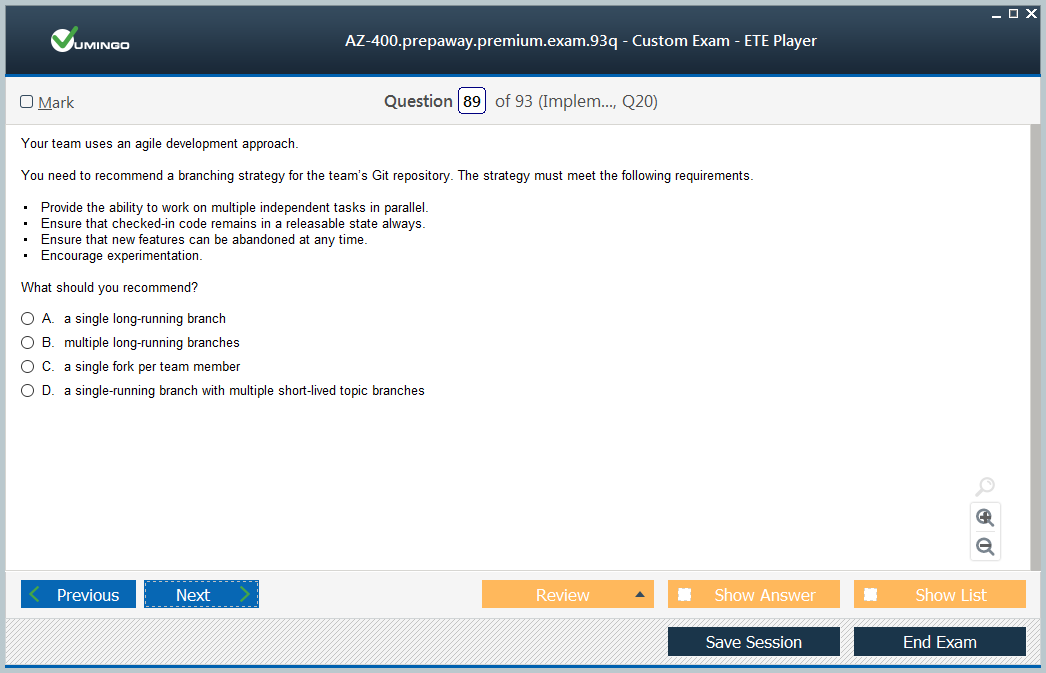 VUMINGO
AZ-400.prepaway.premium.exam.93q - Custom Exam - ETE Player
Mark
Question 89 of 93 (Implem..., Q20)
Your team uses an agile development approach.
You need to recommend a branching strategy for the team's Git repository. The strategy must meet the following requirements.
▪ Provide the ability to work on multiple independent tasks in parallel.
▪ Ensure that checked-in code remains in a releasable state always.
▪ Ensure that new features can be abandoned at any time.
▪ Encourage experimentation.
What should you recommend?
A. a single long-running branch
B. multiple long-running branches
C. a single fork per team member
D. a single-running branch with multiple short-lived topic branches
Previous
Next
Review
Show Answer
Show List
Save Session
End Exam